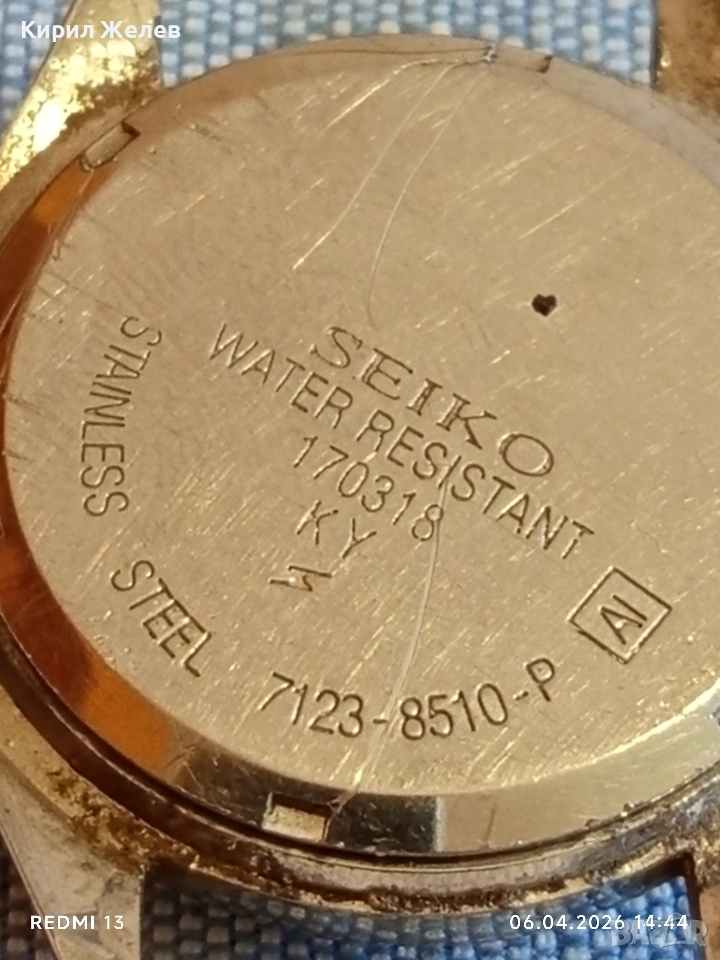 Кирил Желев
SEIKO
WATER RESISTANT
170318
KY
STAINLESS STEEL
7123-8510-P
AI
REDMI 13
06.04.2026 14:44
BAZAR